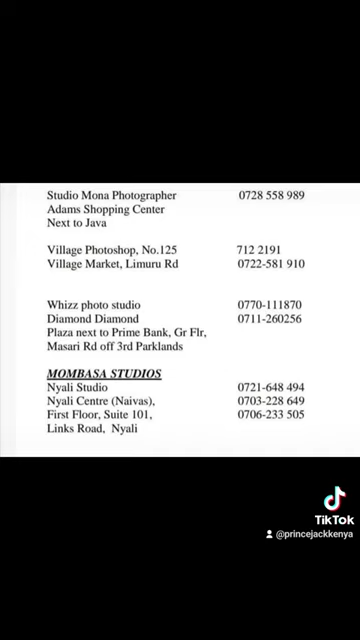 Studio Mona Photographer 0728 558 989
Adams Shopping Center
Next to Java
Village Photoshop, No.125 712 2191
Village Market, Limuru Rd 0722-581 910
Whizz photo studio 0770-111870
Diamond Diamond 0711-260256
Plaza next to Prime Bank, Gr Flr,
Masari Rd off 3rd Parklands
MOMBASA STUDIOS
Nyali Studio 0721-648 494
Nyali Centre (Naivas), 0703-228 649
First Floor, Suite 101, 0706-233 505
Links Road, Nyali
TikTok
@princejackkenya